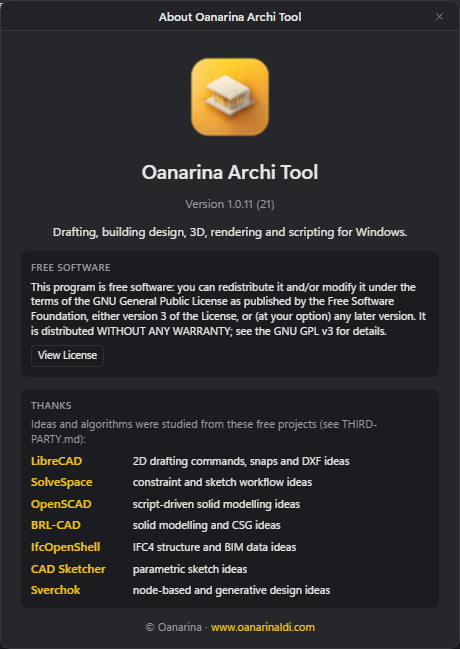 About Oanarina Archi Tool
Oanarina Archi Tool
Version 1.0.11 (21)
Drafting, building design, 3D, rendering and scripting for Windows.
FREE SOFTWARE
This program is free software: you can redistribute it and/or modify it under the
terms of the GNU General Public License as published by the Free Software
Foundation, either version 3 of the License, or (at your option) any later version. It
is distributed WITHOUT ANY WARRANTY; see the GNU GPL v3 for details.
View License
THANKS
Ideas and algorithms were studied from these free projects (see THIRD-
PARTY.md):
LibreCAD 2D drafting commands, snaps and DXF ideas
SolveSpace constraint and sketch workflow ideas
OpenSCAD script-driven solid modelling ideas
BRL-CAD solid modelling and CSG ideas
IfcOpenShell IFC4 structure and BIM data ideas
CAD Sketcher parametric sketch ideas
Sverchok node-based and generative design ideas
© Oanarina · www.oanarinaldi.com